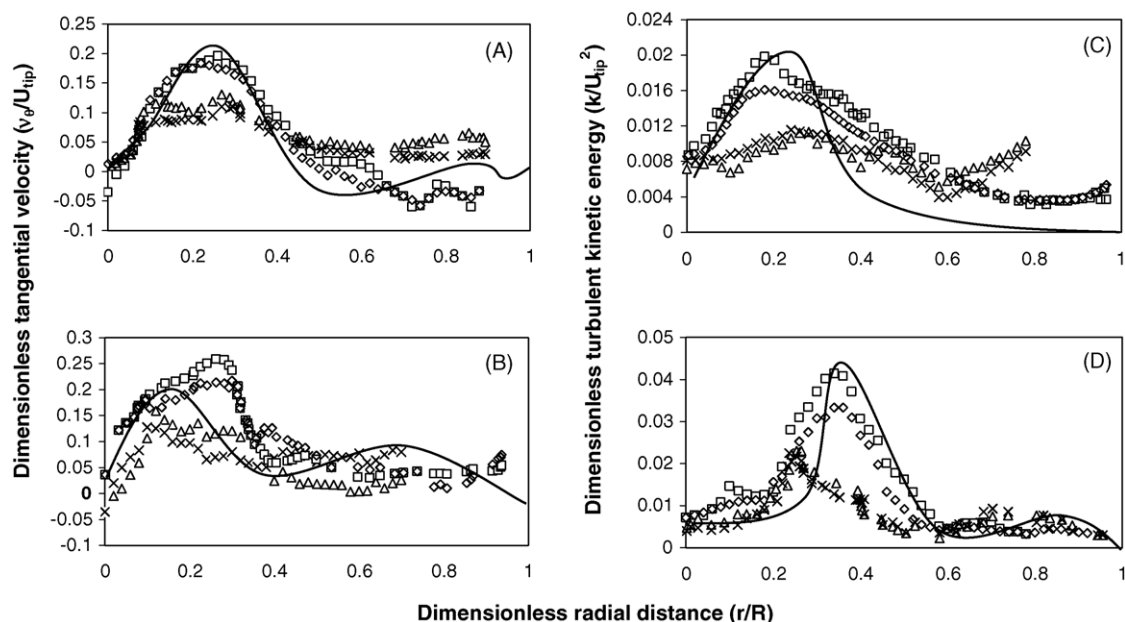 Dimensionless tangential velocity (vθ/Utip)
0.25
0.2
0.15
0.1
0.05
0
-0.05
-0.1
(A)
0 0.2 0.4 0.6 0.8 1
0.3
0.25
0.2
0.15
0.1
0.05
0
-0.05
-0.1
(B)
0 0.2 0.4 0.6 0.8 1
Dimensionless turbulent kinetic energy (k/Utip²)
0.024
0.02
0.016
0.012
0.008
0.004
0
(C)
0 0.2 0.4 0.6 0.8 1
0.05
0.04
0.03
0.02
0.01
0
(D)
0 0.2 0.4 0.6 0.8 1
Dimensionless radial distance (r/R)